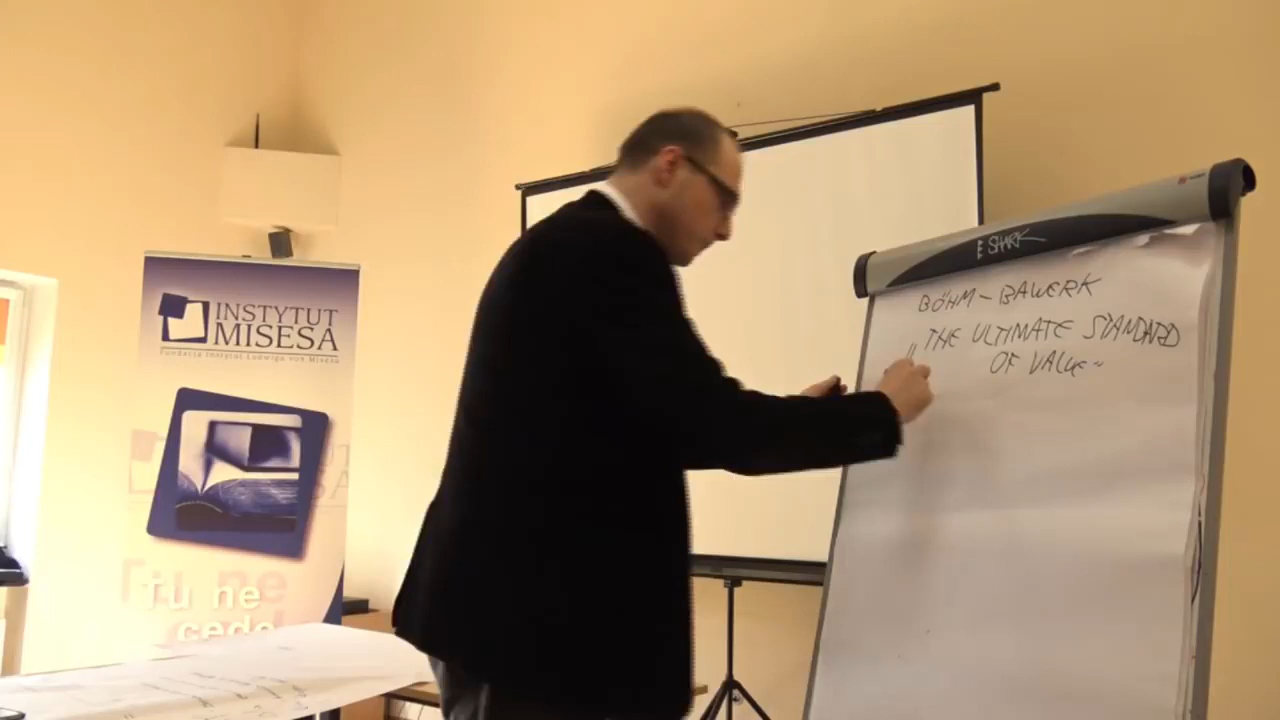 INSTYTUT
MISESA
Fundacja Instytut Ludwiga von Misesa
Tu ne
cede
E SHARK
BÖHM – BAWERK
„THE ULTIMATE STANDARD
OF VALUE"